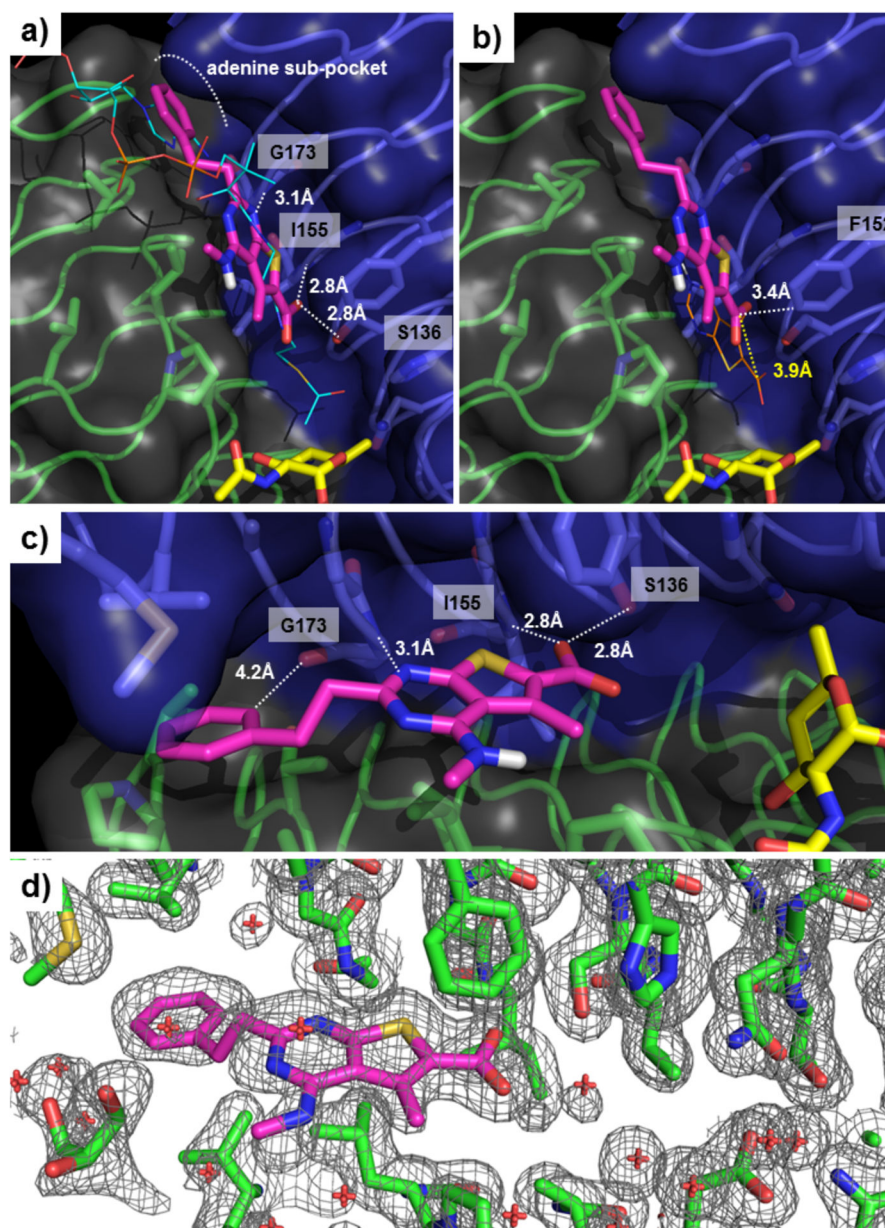 a)
adenine sub-pocket
G173
3.1Å
I155
2.8Å
2.8Å
S136
b)
F152
3.4Å
3.9Å
c)
S136
I155
2.8Å
G173
3.1Å
2.8Å
4.2Å
d)